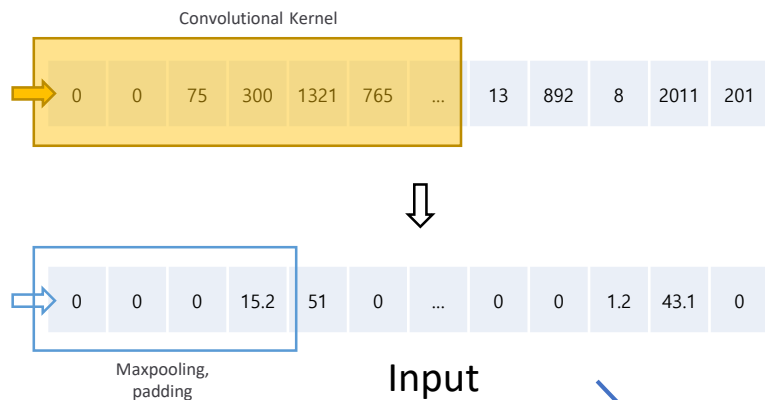 Convolutional Kernel
0 0 75 300 1321 765 ... 13 892 8 2011 201
0 0 0 15.2 51 0 ... 0 0 1.2 43.1 0
Maxpooling,
padding
Input